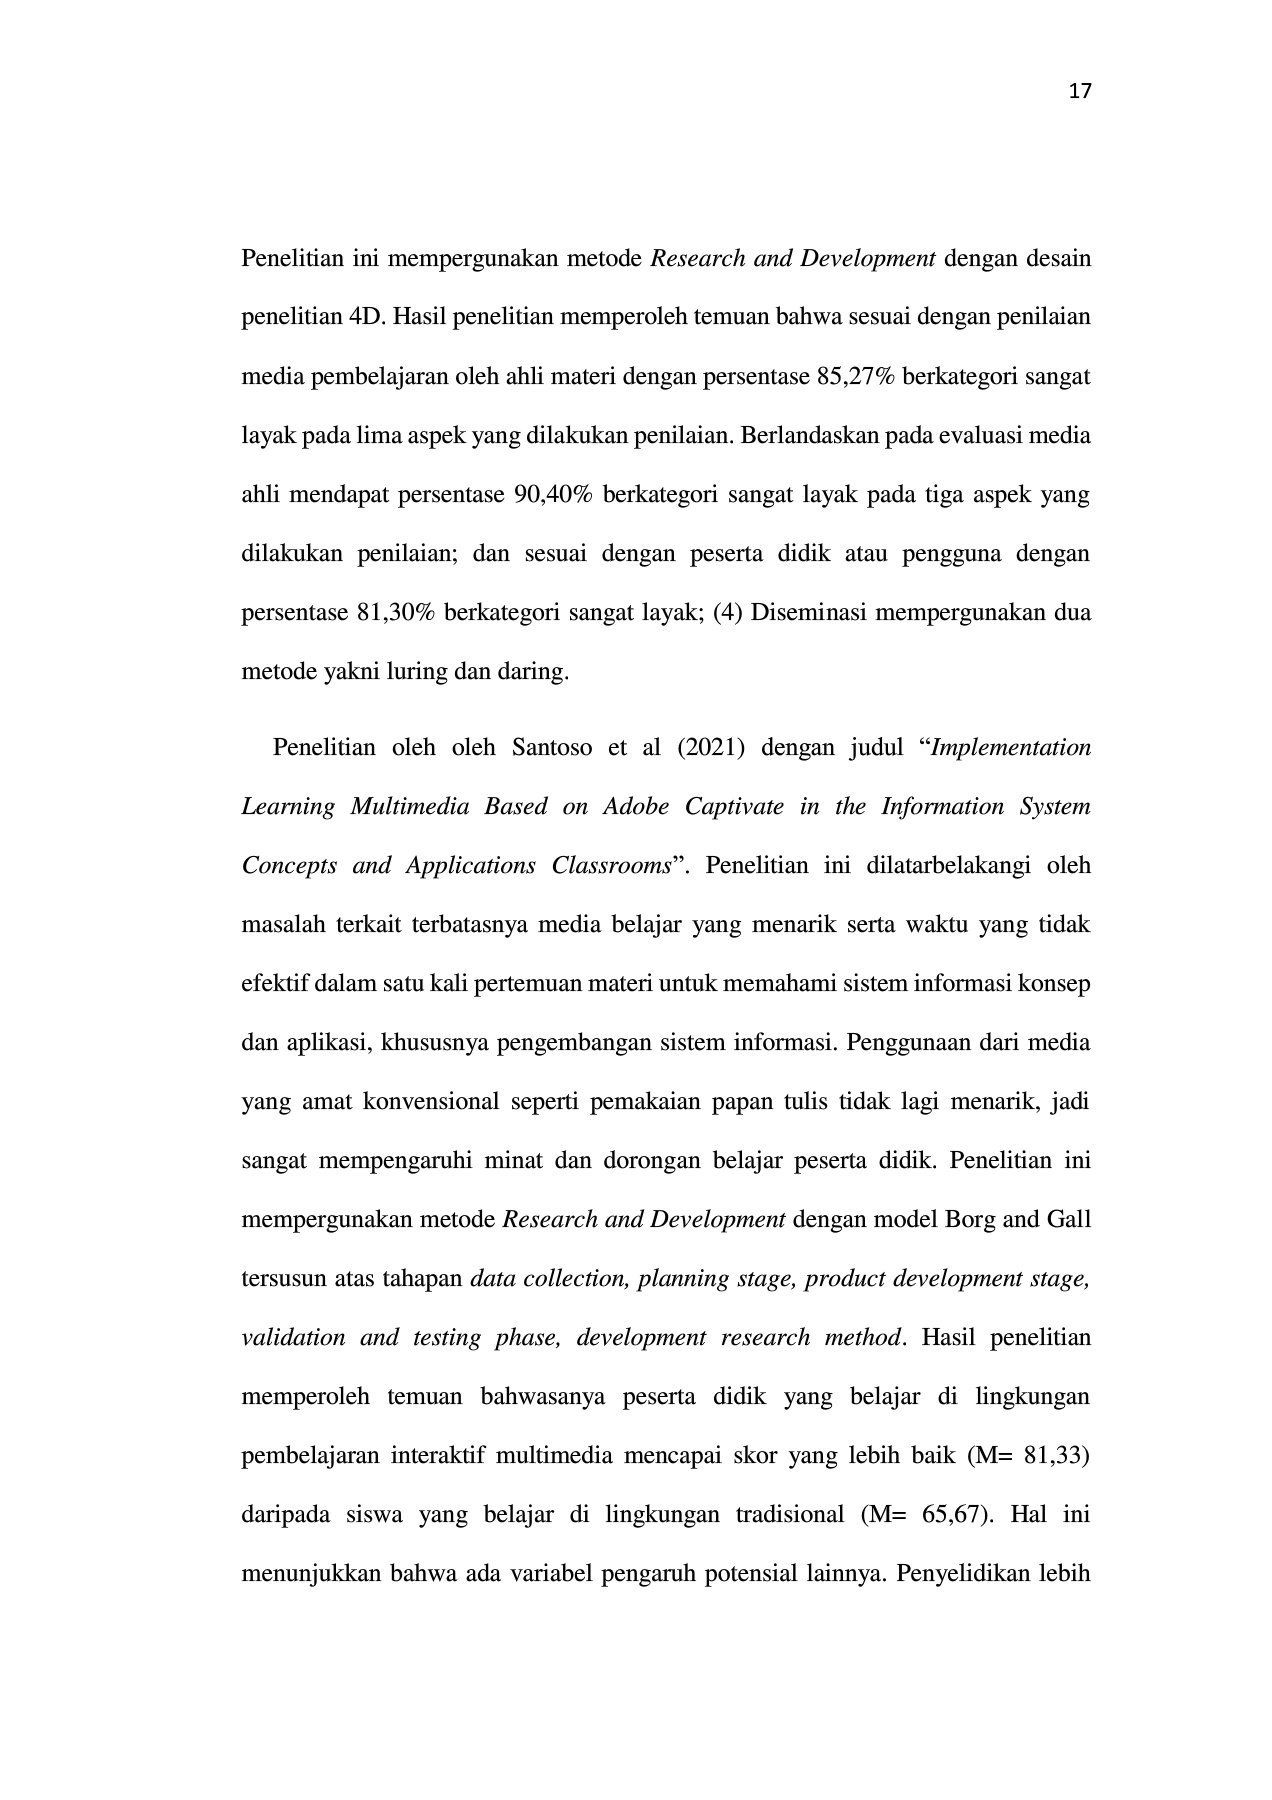 17
Penelitian ini mempergunakan metode Research and Development dengan desain
penelitian 4D. Hasil penelitian memperoleh temuan bahwa sesuai dengan penilaian
media pembelajaran oleh ahli materi dengan persentase 85,27% berkategori sangat
layak pada lima aspek yang dilakukan penilaian. Berlandaskan pada evaluasi media
ahli mendapat persentase 90,40% berkategori sangat layak pada tiga aspek yang
dilakukan penilaian; dan sesuai dengan peserta didik atau pengguna dengan
persentase 81,30% berkategori sangat layak; (4) Diseminasi mempergunakan dua
metode yakni luring dan daring.
Penelitian oleh oleh Santoso et al (2021) dengan judul “Implementation
Learning Multimedia Based on Adobe Captivate in the Information System
Concepts and Applications Classrooms”. Penelitian ini dilatarbelakangi oleh
masalah terkait terbatasnya media belajar yang menarik serta waktu yang tidak
efektif dalam satu kali pertemuan materi untuk memahami sistem informasi konsep
dan aplikasi, khususnya pengembangan sistem informasi. Penggunaan dari media
yang amat konvensional seperti pemakaian papan tulis tidak lagi menarik, jadi
sangat mempengaruhi minat dan dorongan belajar peserta didik. Penelitian ini
mempergunakan metode Research and Development dengan model Borg and Gall
tersusun atas tahapan data collection, planning stage, product development stage,
validation and testing phase, development research method. Hasil penelitian
memperoleh temuan bahwasanya peserta didik yang belajar di lingkungan
pembelajaran interaktif multimedia mencapai skor yang lebih baik (M= 81,33)
daripada siswa yang belajar di lingkungan tradisional (M= 65,67). Hal ini
menunjukkan bahwa ada variabel pengaruh potensial lainnya. Penyelidikan lebih